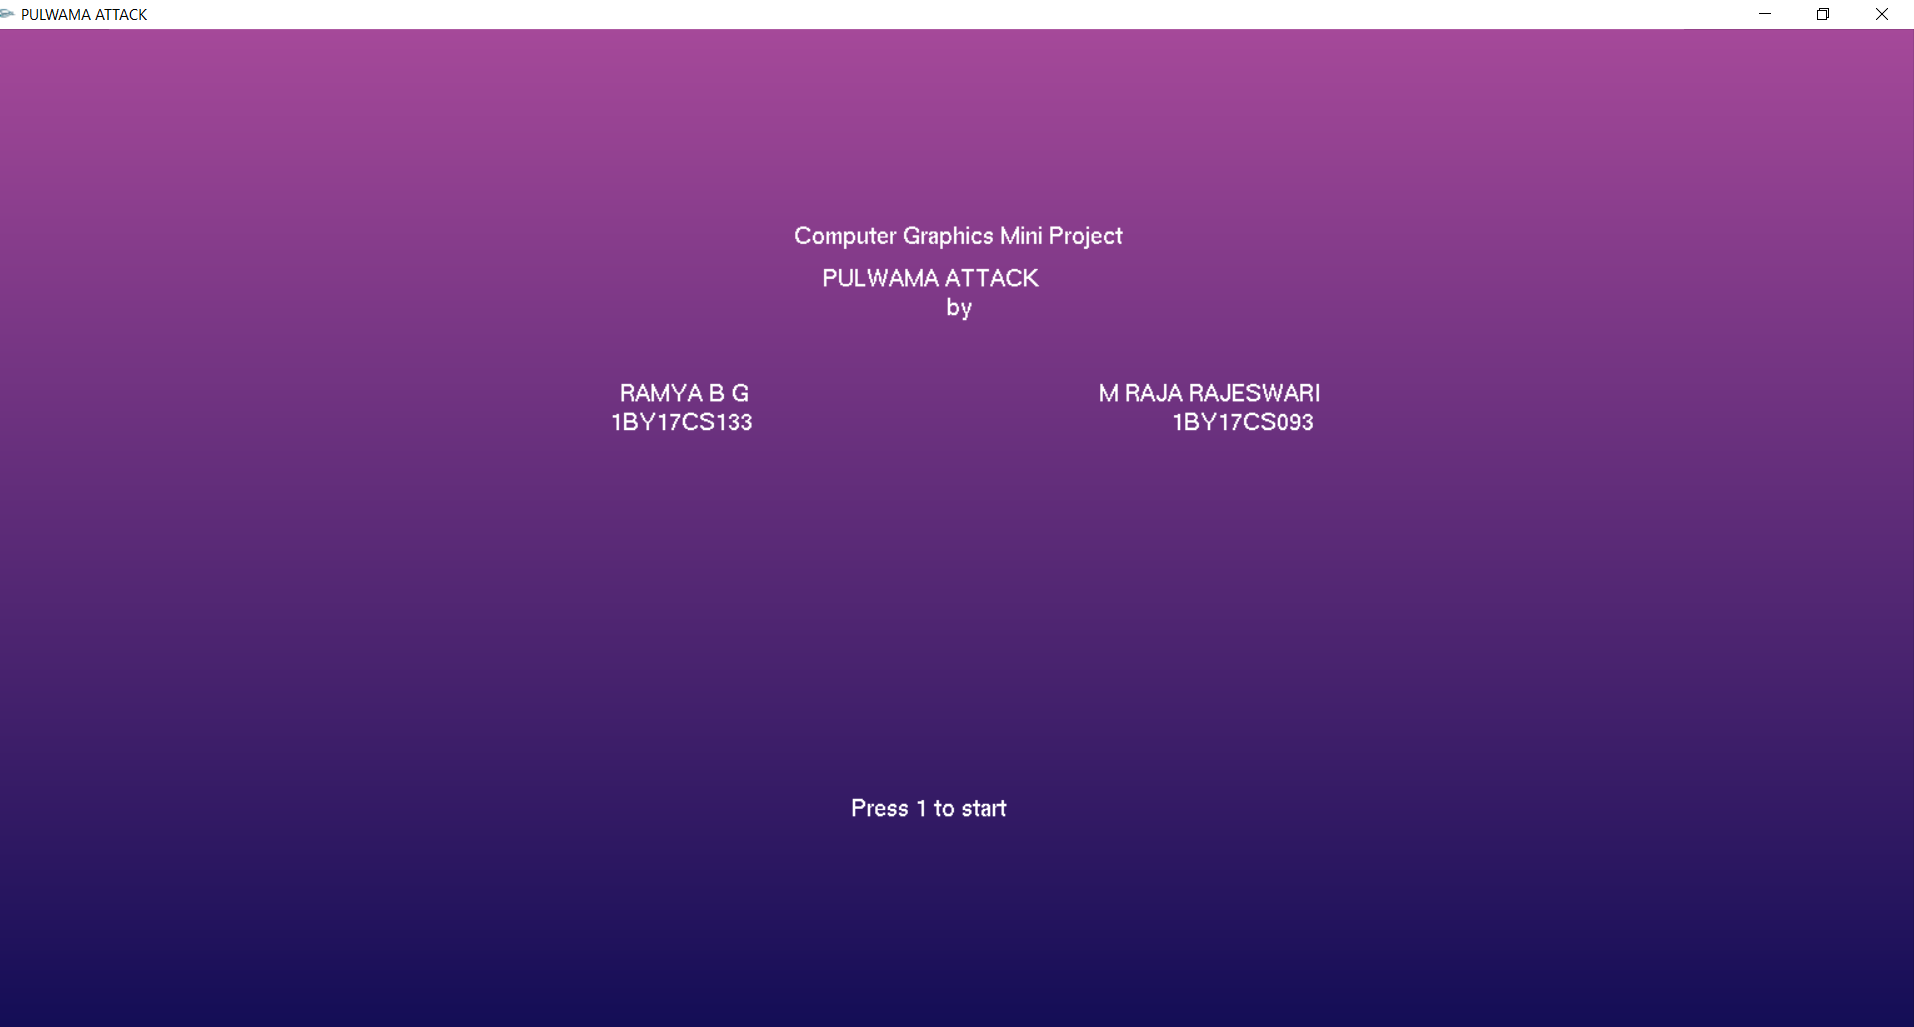 PULWAMA ATTACK
Computer Graphics Mini Project
PULWAMA ATTACK
by
RAMYA B G
1BY17CS133
M RAJA RAJESWARI
1BY17CS093
Press 1 to start